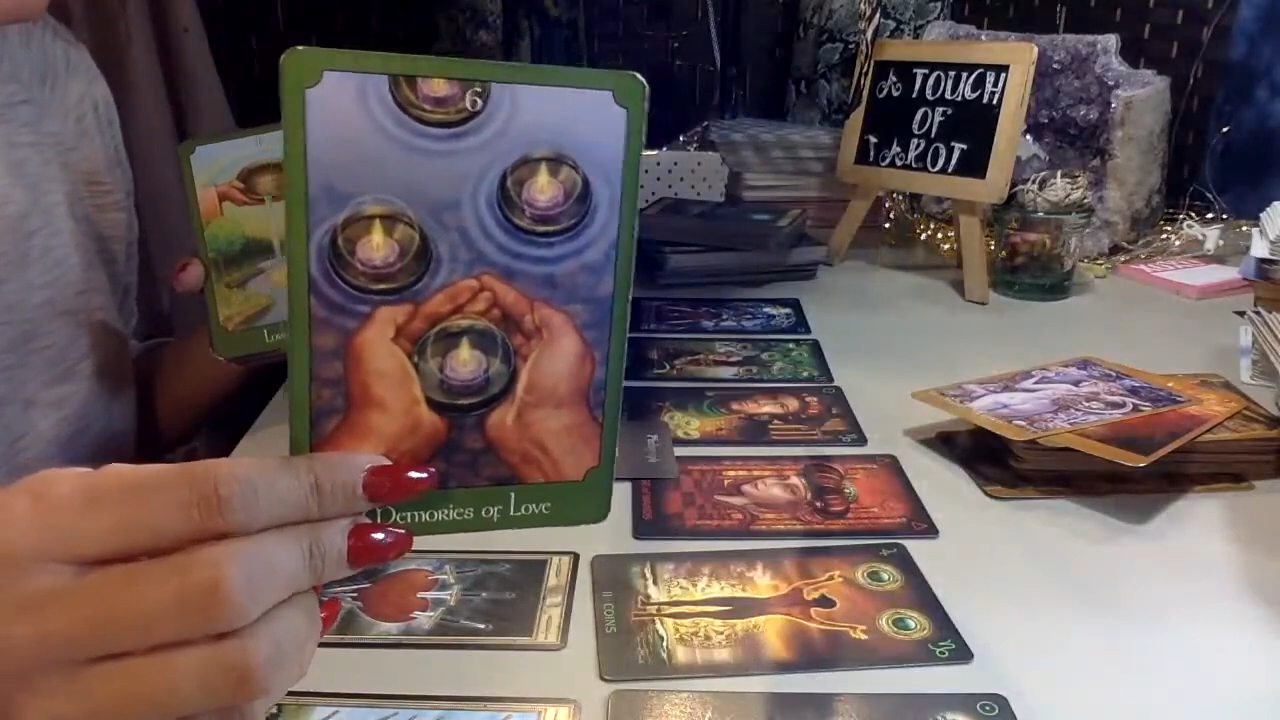 6
Memories of Love
A TOUCH
OF
TAROT
II · COINS